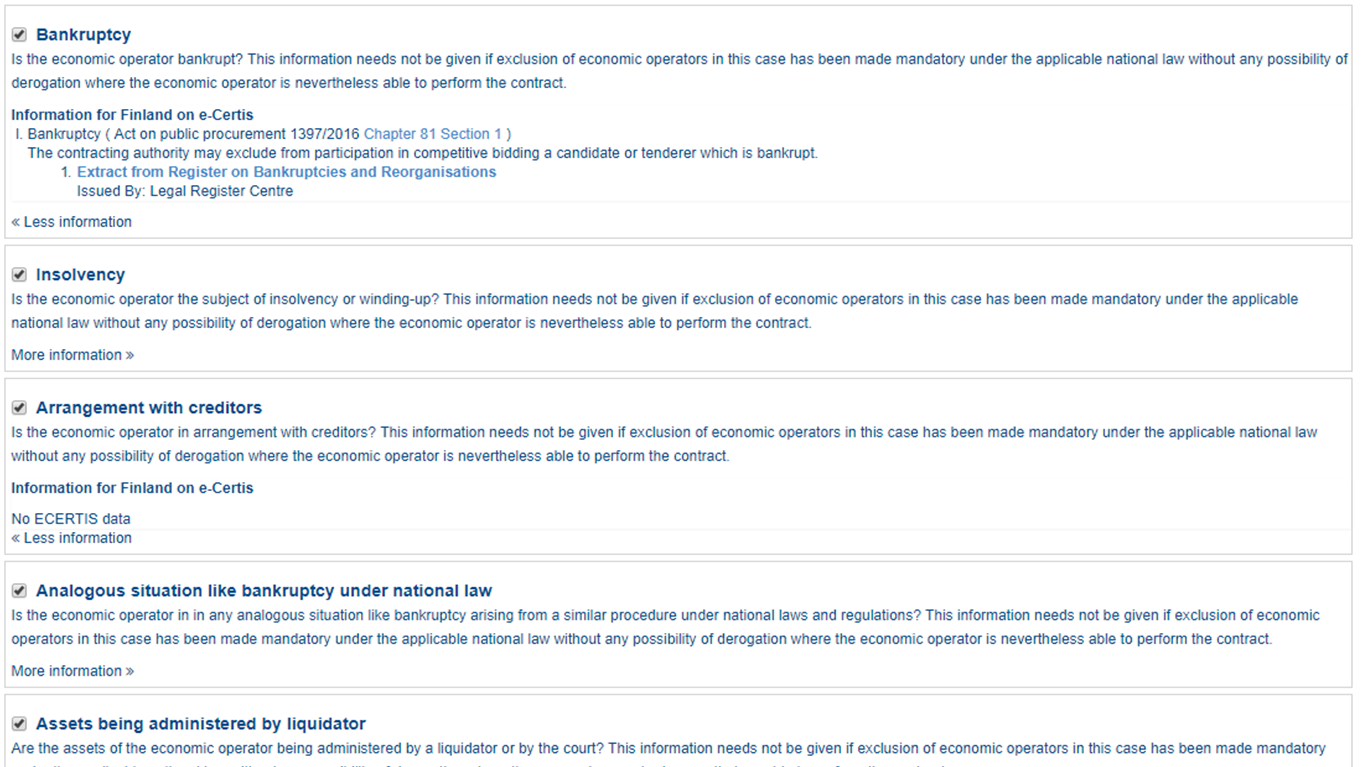 Bankruptcy
Is the economic operator bankrupt? This information needs not be given if exclusion of economic operators in this case has been made mandatory under the applicable national law without any possibility of
derogation where the economic operator is nevertheless able to perform the contract.
Information for Finland on e-Certis
I. Bankruptcy ( Act on public procurement 1397/2016 Chapter 81 Section 1 )
The contracting authority may exclude from participation in competitive bidding a candidate or tenderer which is bankrupt.
1. Extract from Register on Bankruptcies and Reorganisations
Issued By: Legal Register Centre
« Less information
Insolvency
Is the economic operator the subject of insolvency or winding-up? This information needs not be given if exclusion of economic operators in this case has been made mandatory under the applicable
national law without any possibility of derogation where the economic operator is nevertheless able to perform the contract.
More information »
Arrangement with creditors
Is the economic operator in arrangement with creditors? This information needs not be given if exclusion of economic operators in this case has been made mandatory under the applicable national law
without any possibility of derogation where the economic operator is nevertheless able to perform the contract.
Information for Finland on e-Certis
No ECERTIS data
« Less information
Analogous situation like bankruptcy under national law
Is the economic operator in in any analogous situation like bankruptcy arising from a similar procedure under national laws and regulations? This information needs not be given if exclusion of economic
operators in this case has been made mandatory under the applicable national law without any possibility of derogation where the economic operator is nevertheless able to perform the contract.
More information »
Assets being administered by liquidator
Are the assets of the economic operator being administered by a liquidator or by the court? This information needs not be given if exclusion of economic operators in this case has been made mandatory